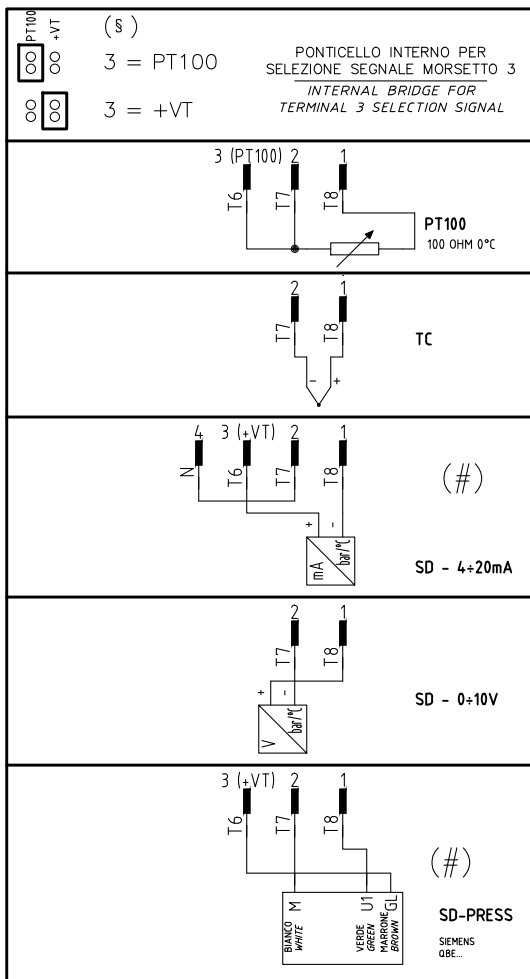 PT100
+VT
(§)
3 = PT100
3 = +VT
PONTICELLO INTERNO PER
SELEZIONE SEGNALE MORSETTO 3
INTERNAL BRIDGE FOR
TERMINAL 3 SELECTION SIGNAL
3 (PT100) 2 1
T6 T7 T8
PT100
100 OHM 0°C
2 1
T7 T8
TC
- +
4 3 (+VT) 2 1
N T6 T7 T8
(#)
+ -
mA bar/°C
SD - 4÷20mA
2 1
T7 T8
+ -
V bar/°C
SD - 0÷10V
3 (+VT) 2 1
T6 T7 T8
(#)
M U1 GL
BIANCO
WHITE
VERDE
GREEN
MARRONE
BROWN
SD-PRESS
SIEMENS
QBE...